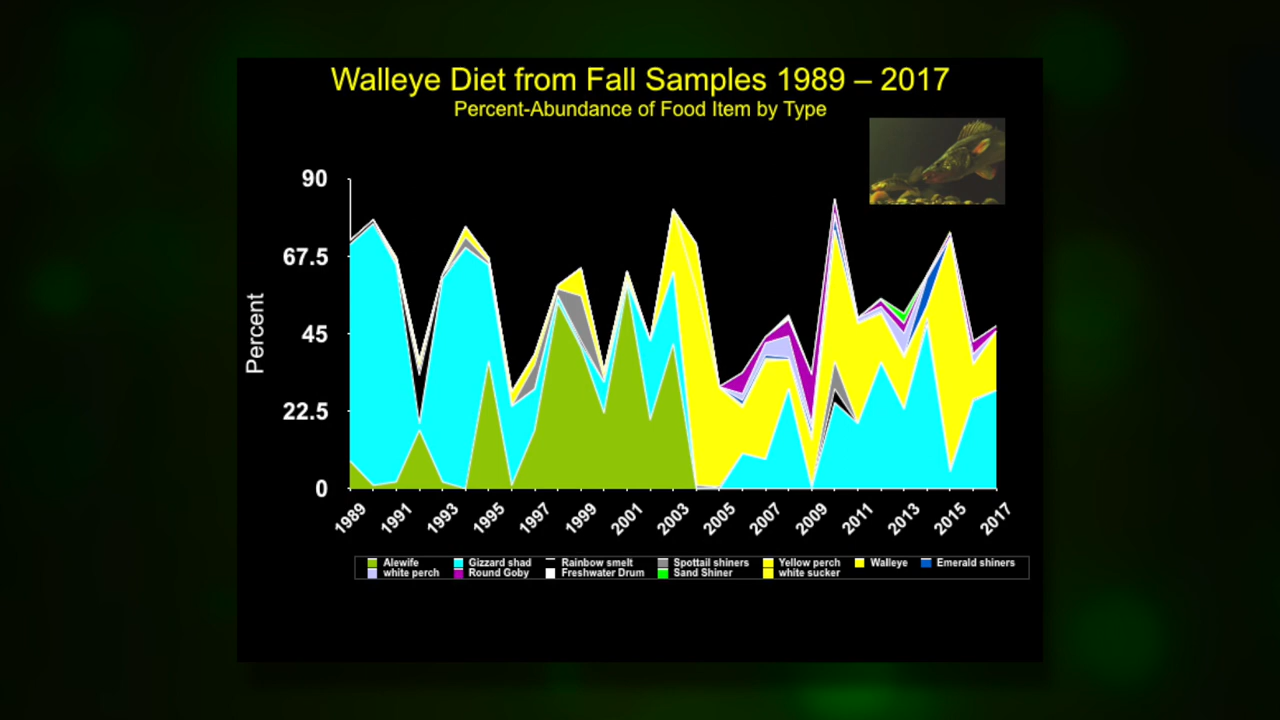 Walleye Diet from Fall Samples 1989 – 2017
Percent-Abundance of Food Item by Type
90
67.5
45
22.5
0
Percent
1989 1991 1993 1995 1997 1999 2001 2003 2005 2007 2009 2011 2013 2015 2017
Alewife Gizzard shad Rainbow smelt Spottail shiners Yellow perch Walleye Emerald shiners
white perch Round Goby Freshwater Drum Sand Shiner white sucker